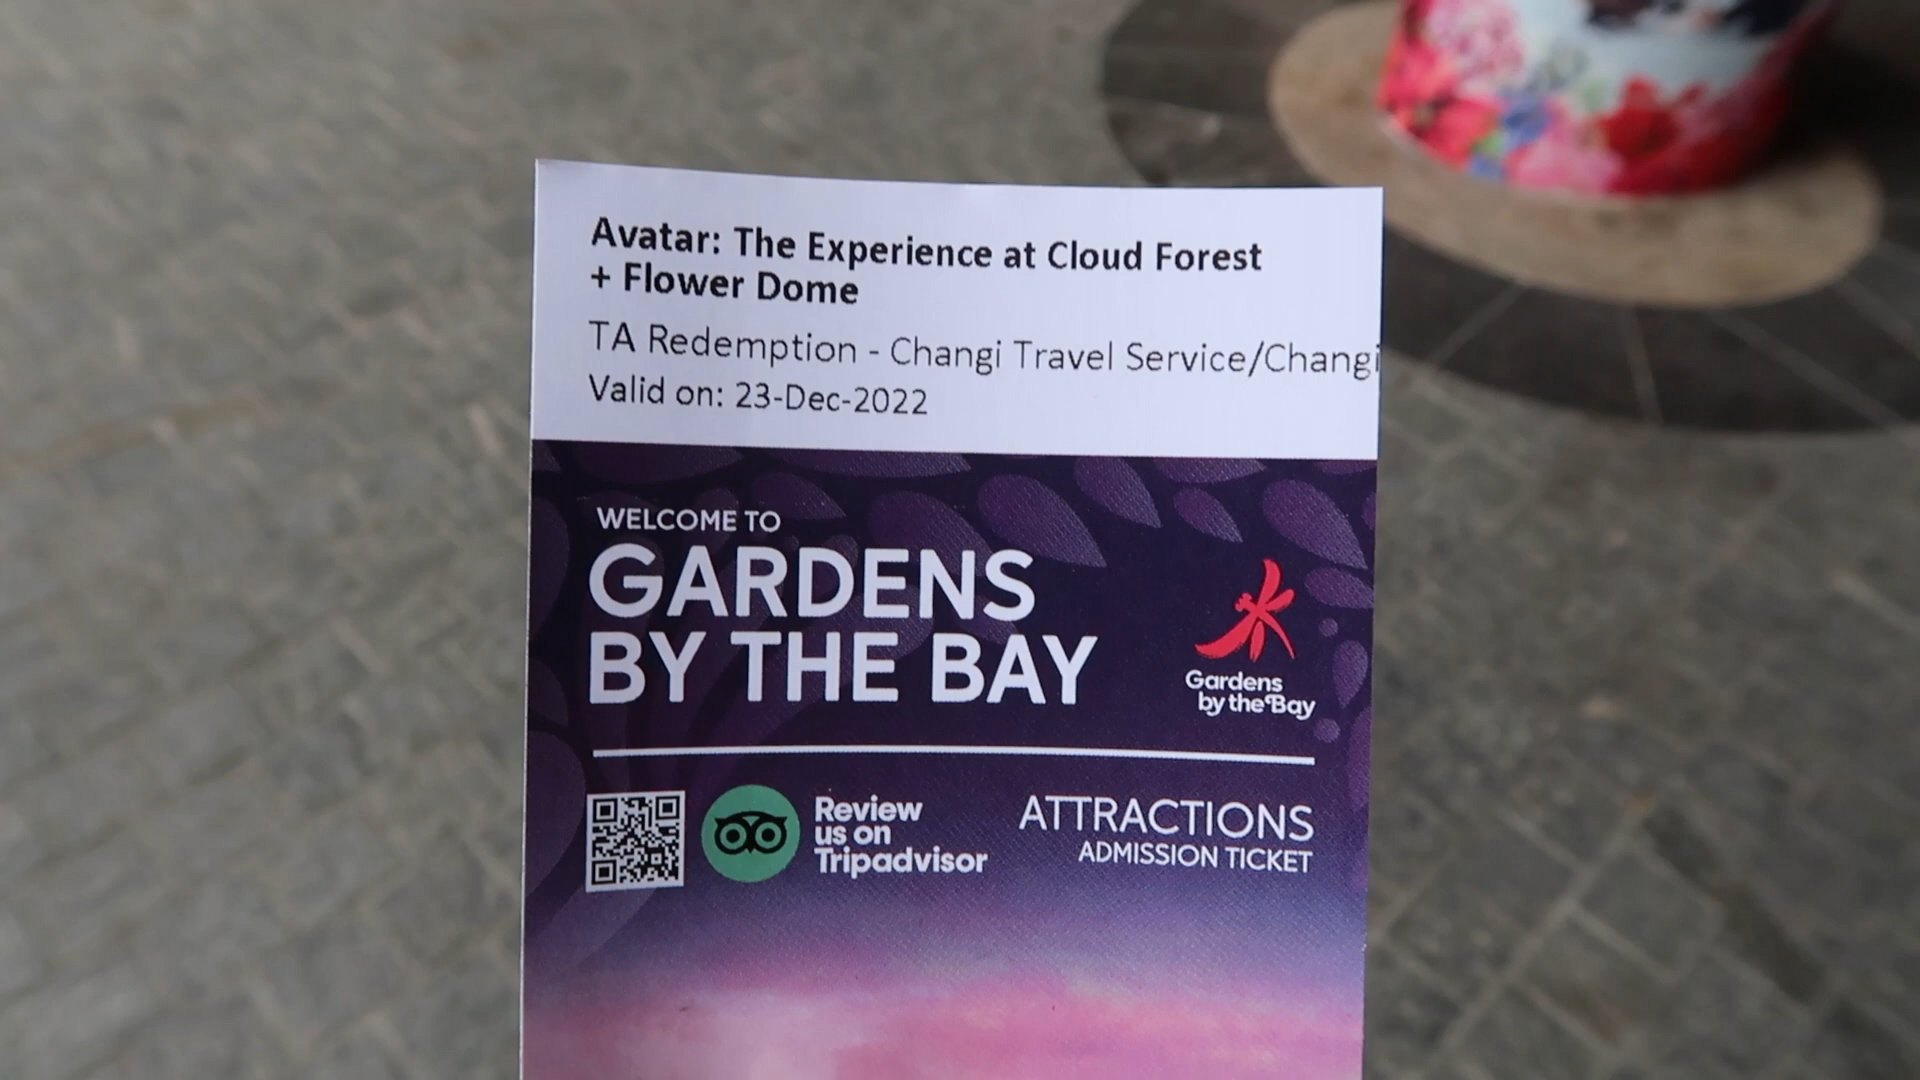 Avatar: The Experience at Cloud Forest
+ Flower Dome
TA Redemption - Changi Travel Service/Changi
Valid on: 23-Dec-2022
WELCOME TO
GARDENS
BY THE BAY
Gardens
by the Bay
Review
us on
Tripadvisor
ATTRACTIONS
ADMISSION TICKET